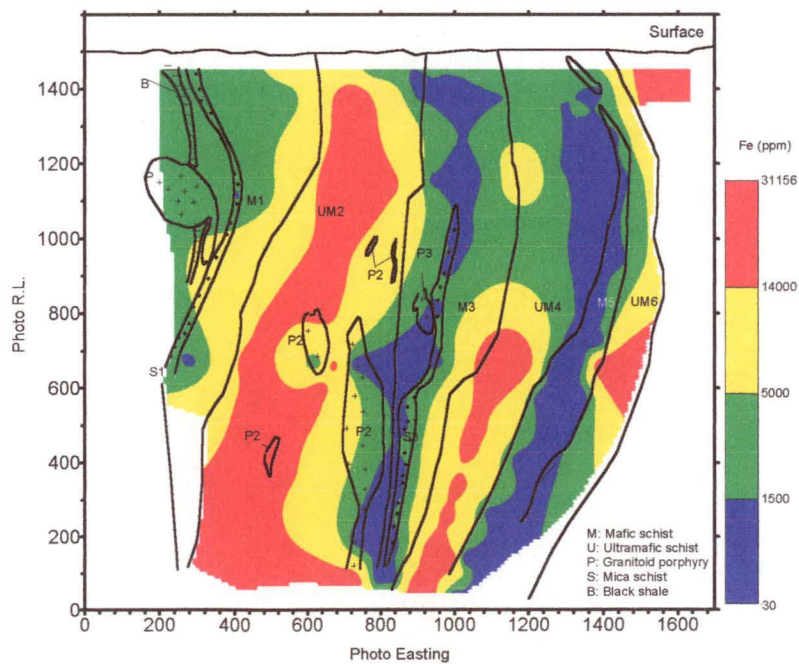 Surface
1400
1200
1000
800
600
400
200
0
Photo R.L.
0 200 400 600 800 1000 1200 1400 1600
Photo Easting
B
P
M1
UM2
P2
P3
M3
UM4
M5
UM6
P2
S1
P2
P2
S3
Fe (ppm)
31156
14000
5000
1500
30
M: Mafic schist
U: Ultramafic schist
P: Granitoid porphyry
S: Mica schist
B: Black shale